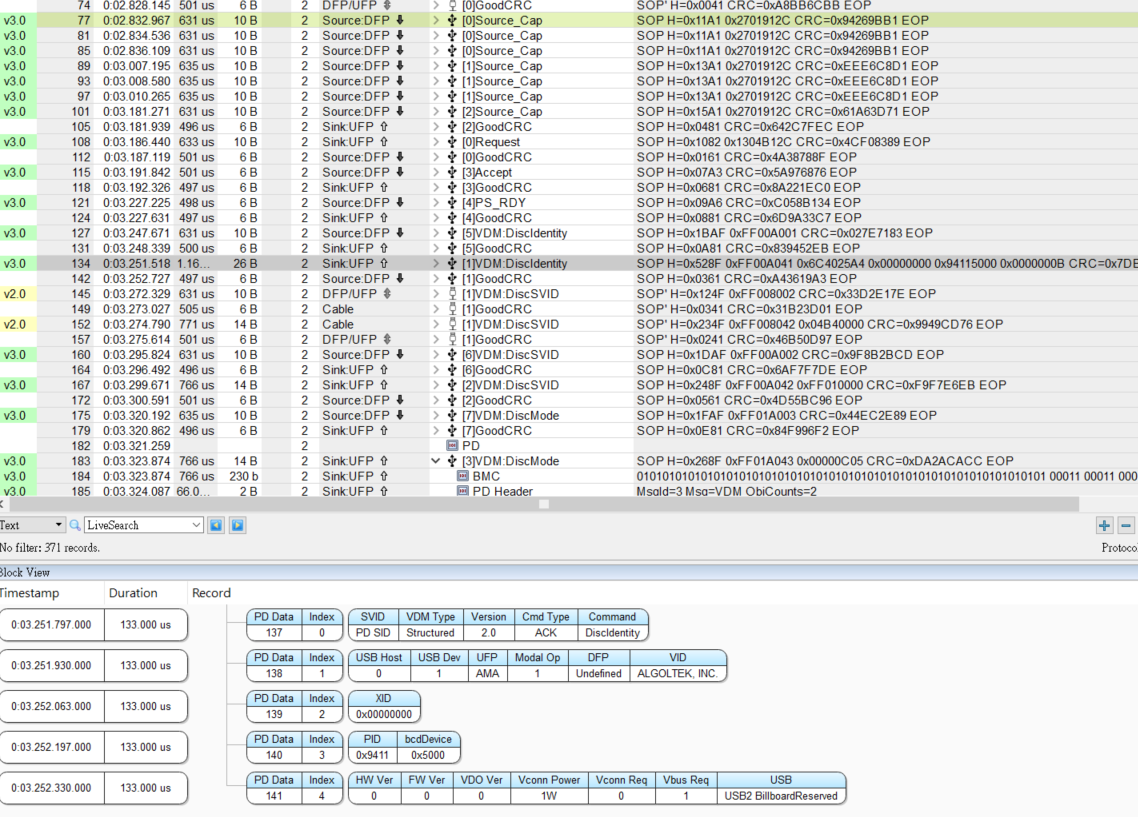 74 0:02.828.145 501 us 6 B 2 DFP/UFP [0]GoodCRC SOP' H=0x0041 CRC=0xA8BB6CBB EOP
v3.0 77 0:02.832.967 631 us 10 B 2 Source:DFP [0]Source_Cap SOP H=0x11A1 0x2701912C CRC=0x94269BB1 EOP
v3.0 81 0:02.834.536 631 us 10 B 2 Source:DFP [0]Source_Cap SOP H=0x11A1 0x2701912C CRC=0x94269BB1 EOP
v3.0 85 0:02.836.109 631 us 10 B 2 Source:DFP [0]Source_Cap SOP H=0x11A1 0x2701912C CRC=0x94269BB1 EOP
v3.0 89 0:03.007.195 635 us 10 B 2 Source:DFP [1]Source_Cap SOP H=0x13A1 0x2701912C CRC=0xEEE6C8D1 EOP
v3.0 93 0:03.008.580 635 us 10 B 2 Source:DFP [1]Source_Cap SOP H=0x13A1 0x2701912C CRC=0xEEE6C8D1 EOP
v3.0 97 0:03.010.265 635 us 10 B 2 Source:DFP [1]Source_Cap SOP H=0x13A1 0x2701912C CRC=0xEEE6C8D1 EOP
v3.0 101 0:03.181.271 631 us 10 B 2 Source:DFP [2]Source_Cap SOP H=0x15A1 0x2701912C CRC=0x61A63D71 EOP
105 0:03.181.939 496 us 6 B 2 Sink:UFP [2]GoodCRC SOP H=0x0481 CRC=0x642C7FEC EOP
v3.0 108 0:03.186.440 633 us 10 B 2 Sink:UFP [0]Request SOP H=0x1082 0x1304B12C CRC=0x4CF08389 EOP
112 0:03.187.119 501 us 6 B 2 Source:DFP [0]GoodCRC SOP H=0x0161 CRC=0x4A38788F EOP
v3.0 115 0:03.191.842 501 us 6 B 2 Source:DFP [3]Accept SOP H=0x07A3 CRC=0x5A976876 EOP
118 0:03.192.326 497 us 6 B 2 Sink:UFP [3]GoodCRC SOP H=0x0681 CRC=0x8A221EC0 EOP
v3.0 121 0:03.227.225 498 us 6 B 2 Source:DFP [4]PS_RDY SOP H=0x09A6 CRC=0xC058B134 EOP
124 0:03.227.631 497 us 6 B 2 Sink:UFP [4]GoodCRC SOP H=0x0881 CRC=0x6D9A33C7 EOP
v3.0 127 0:03.247.671 631 us 10 B 2 Source:DFP [5]VDM:DiscIdentity SOP H=0x1BAF 0xFF00A001 CRC=0x027E7183 EOP
131 0:03.248.339 500 us 6 B 2 Sink:UFP [5]GoodCRC SOP H=0x0A81 CRC=0x839452EB EOP
v3.0 134 0:03.251.518 1.16... 26 B 2 Sink:UFP [1]VDM:DiscIdentity SOP H=0x528F 0xFF00A041 0x6C4025A4 0x00000000 0x94115000 0x0000000B CRC=0x7DE
142 0:03.252.727 497 us 6 B 2 Source:DFP [1]GoodCRC SOP H=0x0361 CRC=0xA43619A3 EOP
v2.0 145 0:03.272.329 631 us 10 B 2 DFP/UFP [1]VDM:DiscSVID SOP' H=0x124F 0xFF008002 CRC=0x33D2E17E EOP
149 0:03.273.027 505 us 6 B 2 Cable [1]GoodCRC SOP' H=0x0341 CRC=0x31B23D01 EOP
v2.0 152 0:03.274.790 771 us 14 B 2 Cable [1]VDM:DiscSVID SOP' H=0x234F 0xFF008042 0x04B40000 CRC=0x9949CD76 EOP
157 0:03.275.614 501 us 6 B 2 DFP/UFP [1]GoodCRC SOP' H=0x0241 CRC=0x46B50D97 EOP
v3.0 160 0:03.295.824 631 us 10 B 2 Source:DFP [6]VDM:DiscSVID SOP H=0x1DAF 0xFF00A002 CRC=0x9F8B2BCD EOP
164 0:03.296.492 496 us 6 B 2 Sink:UFP [6]GoodCRC SOP H=0x0C81 CRC=0x6AF7F7DE EOP
v3.0 167 0:03.299.671 766 us 14 B 2 Sink:UFP [2]VDM:DiscSVID SOP H=0x248F 0xFF00A042 0xFF010000 CRC=0xF9F7E6EB EOP
172 0:03.300.591 501 us 6 B 2 Source:DFP [2]GoodCRC SOP H=0x0561 CRC=0x4D55BC96 EOP
v3.0 175 0:03.320.192 635 us 10 B 2 Source:DFP [7]VDM:DiscMode SOP H=0x1FAF 0xFF01A003 CRC=0x44EC2E89 EOP
179 0:03.320.862 496 us 6 B 2 Sink:UFP [7]GoodCRC SOP H=0x0E81 CRC=0x84F996F2 EOP
182 0:03.321.259 2 PD
v3.0 183 0:03.323.874 766 us 14 B 2 Sink:UFP [3]VDM:DiscMode SOP H=0x268F 0xFF01A043 0x00000C05 CRC=0xDA2ACACC EOP
v3.0 184 0:03.323.874 766 us 230 b 2 Sink:UFP BMC 0101010101010101010101010101010101010101010101010101010101010101 00011 00011 000
v3.0 185 0:03.324.087 66.0... 2 B 2 Sink:UFP PD Header MsgId=3 Msg=VDM ObjCounts=2
Text LiveSearch
No filter: 371 records. Protocol
Block View
Timestamp Duration Record
PD Data Index SVID VDM Type Version Cmd Type Command
0:03.251.797.000 133.000 us 137 0 PD SID Structured 2.0 ACK DiscIdentity
PD Data Index USB Host USB Dev UFP Modal Op DFP VID
0:03.251.930.000 133.000 us 138 1 0 1 AMA 1 Undefined ALGOLTEK, INC.
PD Data Index XID
0:03.252.063.000 133.000 us 139 2 0x00000000
PD Data Index PID bcdDevice
0:03.252.197.000 133.000 us 140 3 0x9411 0x5000
PD Data Index HW Ver FW Ver VDO Ver Vconn Power Vconn Req Vbus Req USB
0:03.252.330.000 133.000 us 141 4 0 0 0 1W 0 1 USB2 BillboardReserved